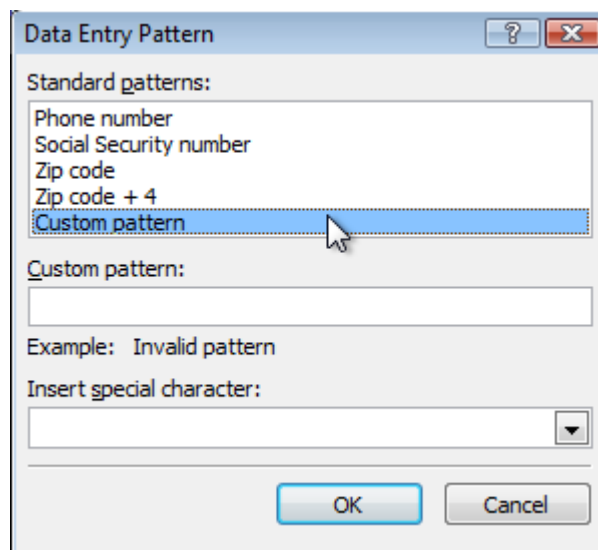 Data Entry Pattern
Standard patterns:
Phone number
Social Security number
Zip code
Zip code + 4
Custom pattern
Custom pattern:
Example: Invalid pattern
Insert special character:
OK Cancel